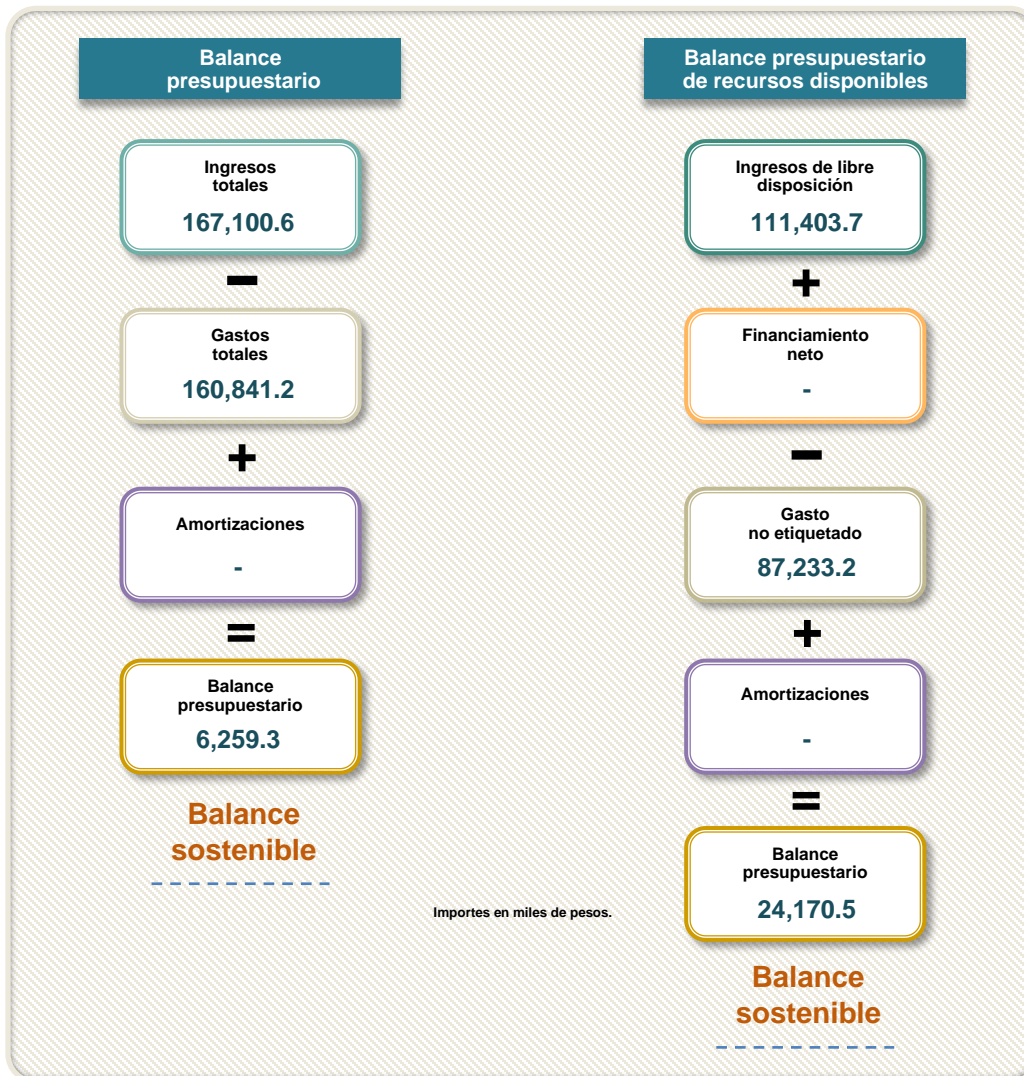 Balance
presupuestario
Ingresos
totales
167,100.6
−
Gastos
totales
160,841.2
+
Amortizaciones
-
=
Balance
presupuestario
6,259.3
Balance
sostenible
Balance presupuestario
de recursos disponibles
Ingresos de libre
disposición
111,403.7
+
Financiamiento
neto
-
−
Gasto
no etiquetado
87,233.2
+
Amortizaciones
-
=
Balance
presupuestario
24,170.5
Balance
sostenible
Importes en miles de pesos.